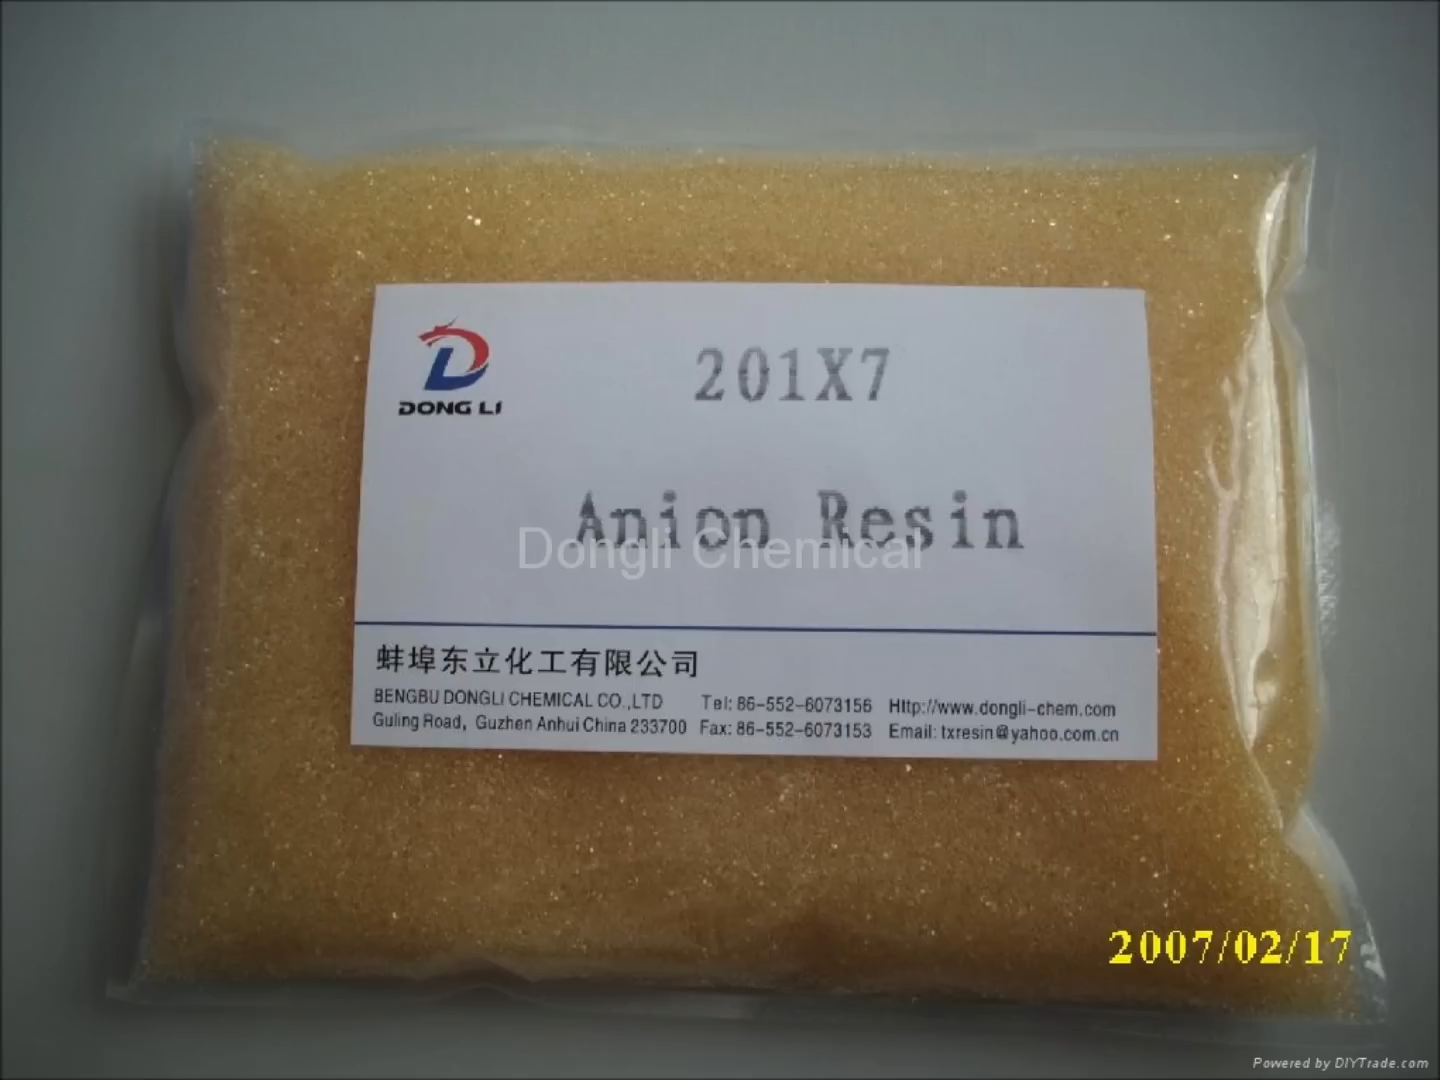 DONG LI
201X7
Anion Resin
Dongli Chemical
蚌埠东立化工有限公司
BENGBU DONGLI CHEMICAL CO.,LTD Tel: 86-552-6073156 Http://www.dongli-chem.com
Guling Road, Guzhen Anhui China 233700 Fax: 86-552-6073153 Email: txresin@yahoo.com.cn
2007/02/17
Powered by DIYTrade.com